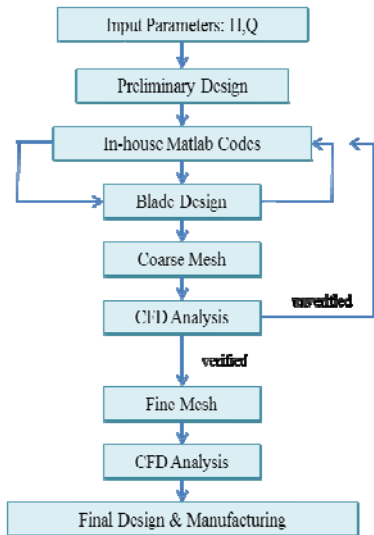 Input Parameters: H,Q
Preliminary Design
In-house Matlab Codes
Blade Design
Coarse Mesh
CFD Analysis
unverified
verified
Fine Mesh
CFD Analysis
Final Design & Manufacturing